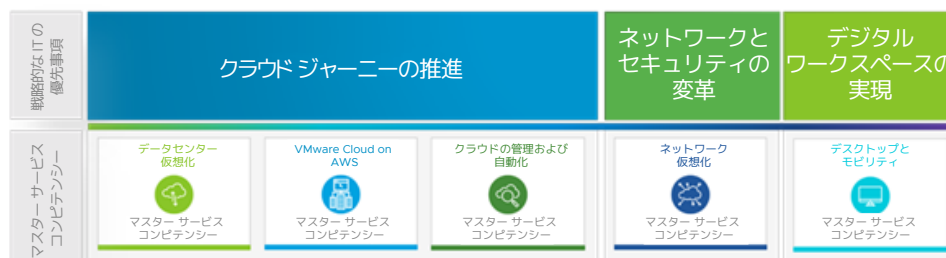 戦略的な IT の
優先事項
クラウド ジャーニーの推進
ネットワークと
セキュリティの
変革
デジタル
ワークスペースの
実現
マスター サービス
コンピテンシー
データセンター
仮想化
マスター サービス
コンピテンシー
VMware Cloud on
AWS
マスター サービス
コンピテンシー
クラウドの管理および
自動化
マスター サービス
コンピテンシー
ネットワーク
仮想化
マスター サービス
コンピテンシー
デスクトップと
モビリティ
マスター サービス
コンピテンシー